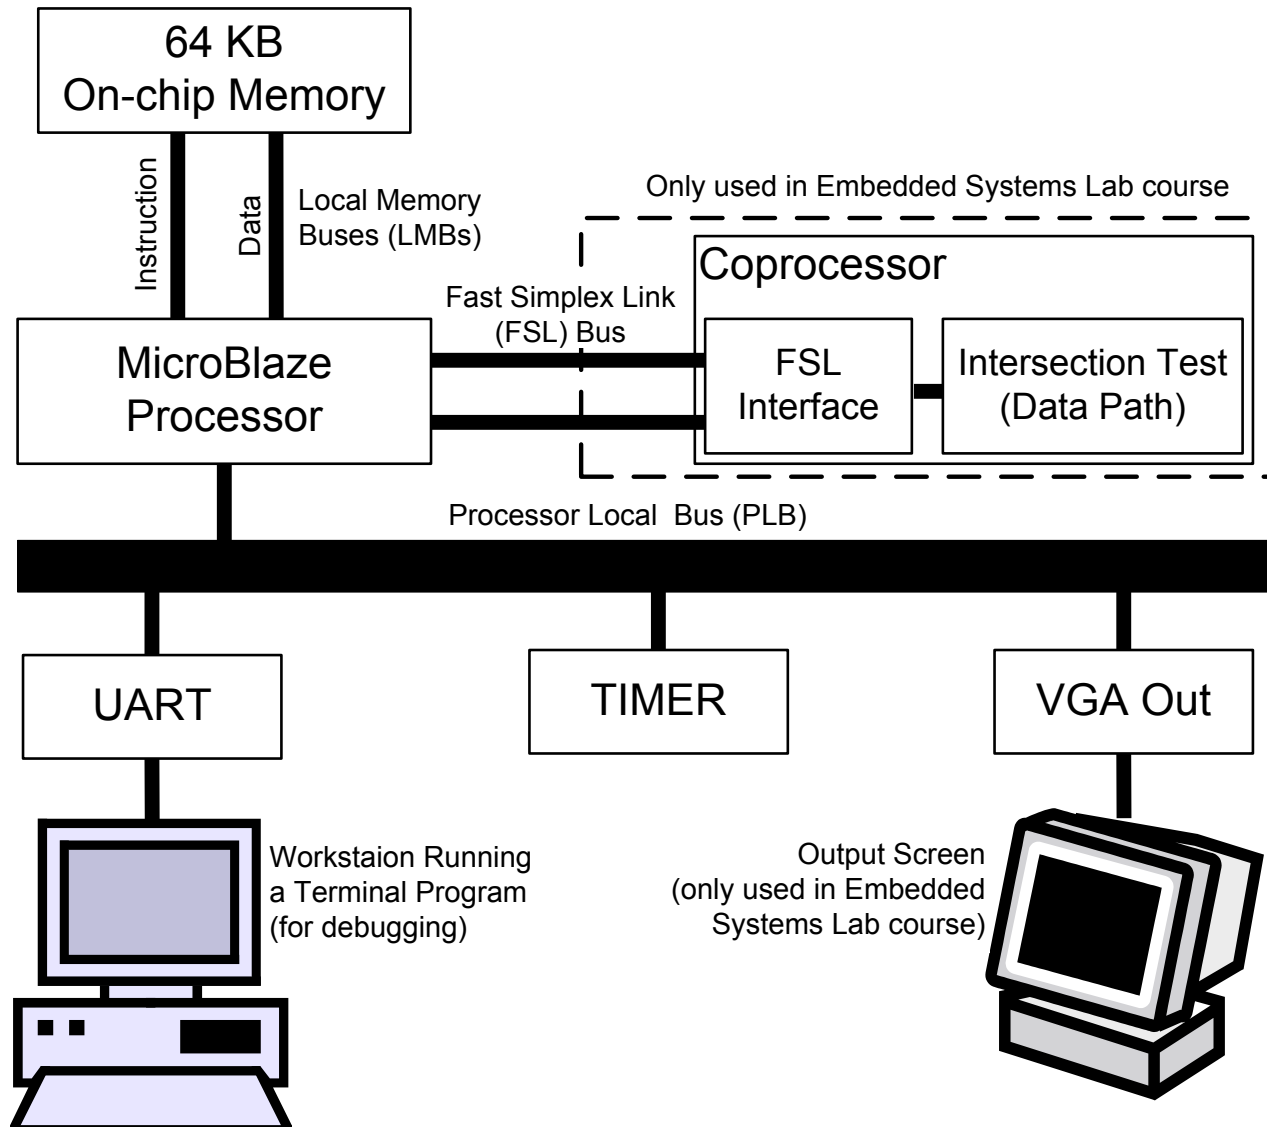 64 KB
On-chip Memory
Instruction
Data
Local Memory
Buses (LMBs)
Only used in Embedded Systems Lab course
Coprocessor
Fast Simplex Link
(FSL) Bus
MicroBlaze
Processor
FSL
Interface
Intersection Test
(Data Path)
Processor Local Bus (PLB)
UART
TIMER
VGA Out
Workstaion Running
a Terminal Program
(for debugging)
Output Screen
(only used in Embedded
Systems Lab course)